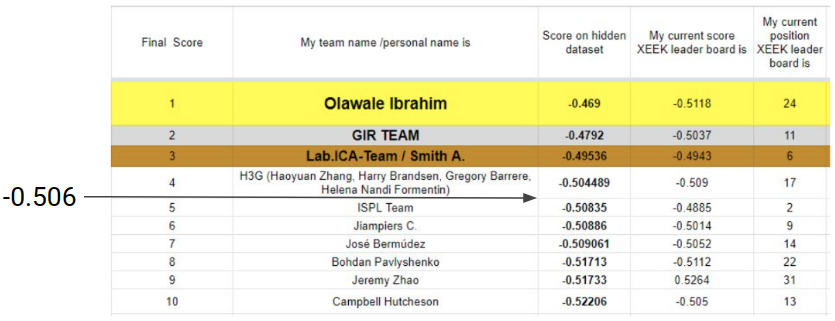 Final Score My team name /personal name is Score on hidden dataset My current score XEEK leader board is My current position XEEK leader board is
1 Olawale Ibrahim -0.469 -0.5118 24
2 GIR TEAM -0.4792 -0.5037 11
3 Lab.ICA-Team / Smith A. -0.49536 -0.4943 6
4 H3G (Haoyuan Zhang, Harry Brandsen, Gregory Barrere, Helena Nandi Formentin) -0.504489 -0.509 17
-0.506
5 ISPL Team -0.50835 -0.4885 2
6 Jiampiers C. -0.50886 -0.5014 9
7 José Bermúdez -0.509061 -0.5052 14
8 Bohdan Pavlyshenko -0.51713 -0.5112 22
9 Jeremy Zhao -0.51733 0.5264 31
10 Campbell Hutcheson -0.52206 -0.505 13